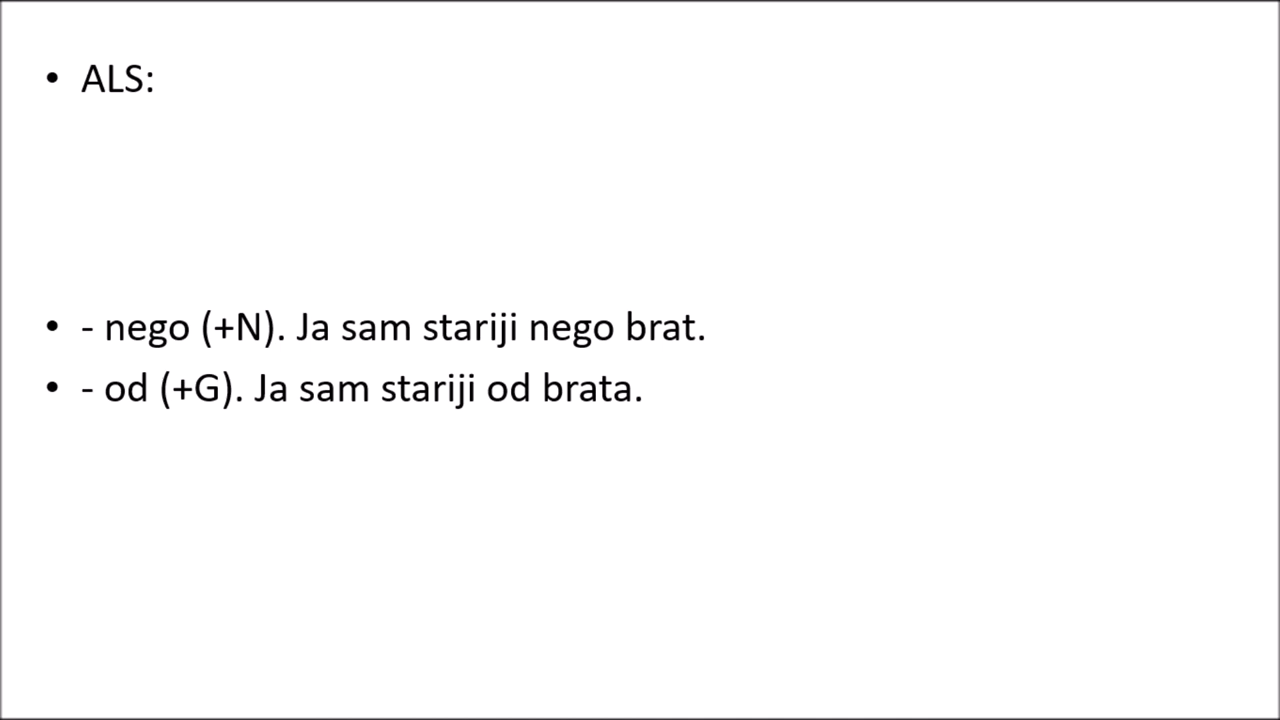 • ALS:
• - nego (+N). Ja sam stariji nego brat.
• - od (+G). Ja sam stariji od brata.